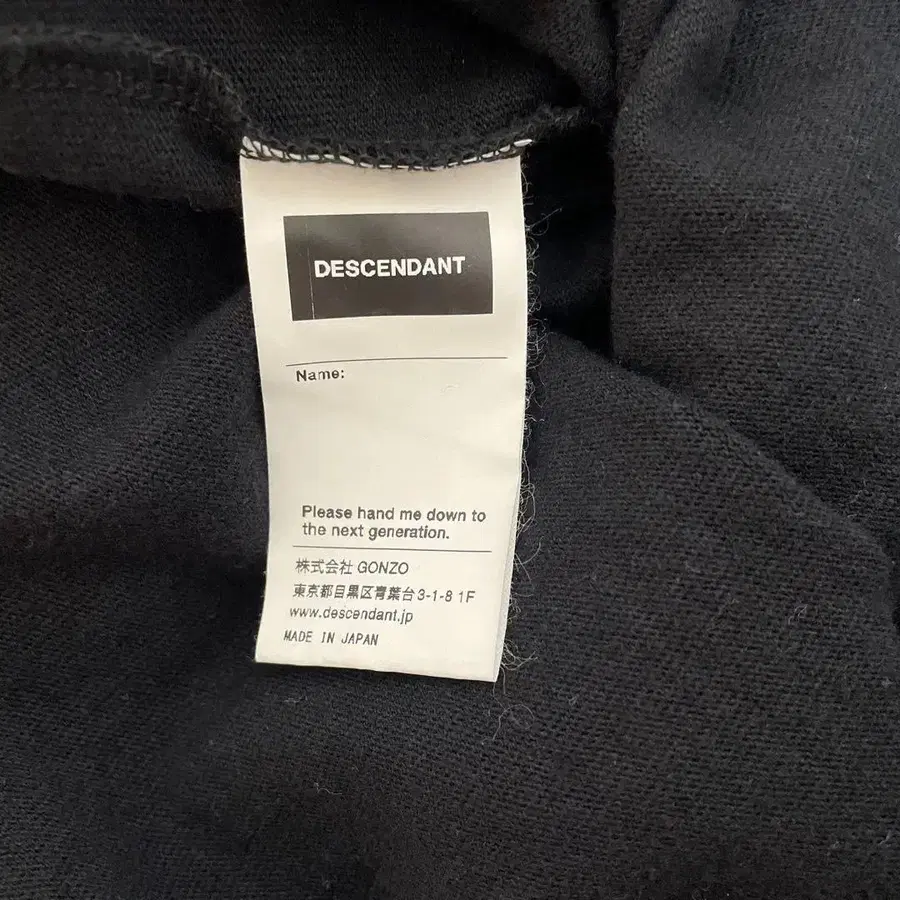 DESCENDANT
Name:
Please hand me down to
the next generation.
株式会社 GONZO
東京都目黒区青葉台3-1-8 1F
www.descendant.jp
MADE IN JAPAN